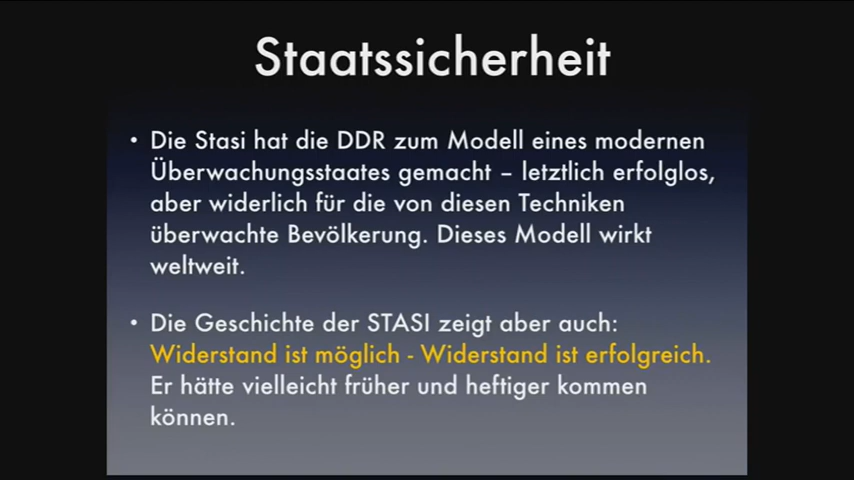 Staatssicherheit
• Die Stasi hat die DDR zum Modell eines modernen
Überwachungsstaates gemacht – letztlich erfolglos,
aber widerlich für die von diesen Techniken
überwachte Bevölkerung. Dieses Modell wirkt
weltweit.
• Die Geschichte der STASI zeigt aber auch:
Widerstand ist möglich - Widerstand ist erfolgreich.
Er hätte vielleicht früher und heftiger kommen
können.